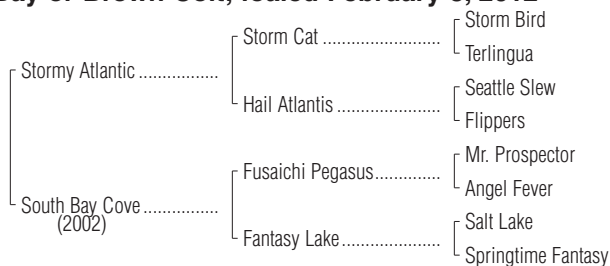 Bay or Brown Colt; foaled February 8, 2012
Storm Bird
Storm Cat ........................
Terlingua
Stormy Atlantic ................
Seattle Slew
Hail Atlantis .....................
Flippers
Mr. Prospector
Fusaichi Pegasus..............
Angel Fever
South Bay Cove ...............
(2002)
Salt Lake
Fantasy Lake....................
Springtime Fantasy